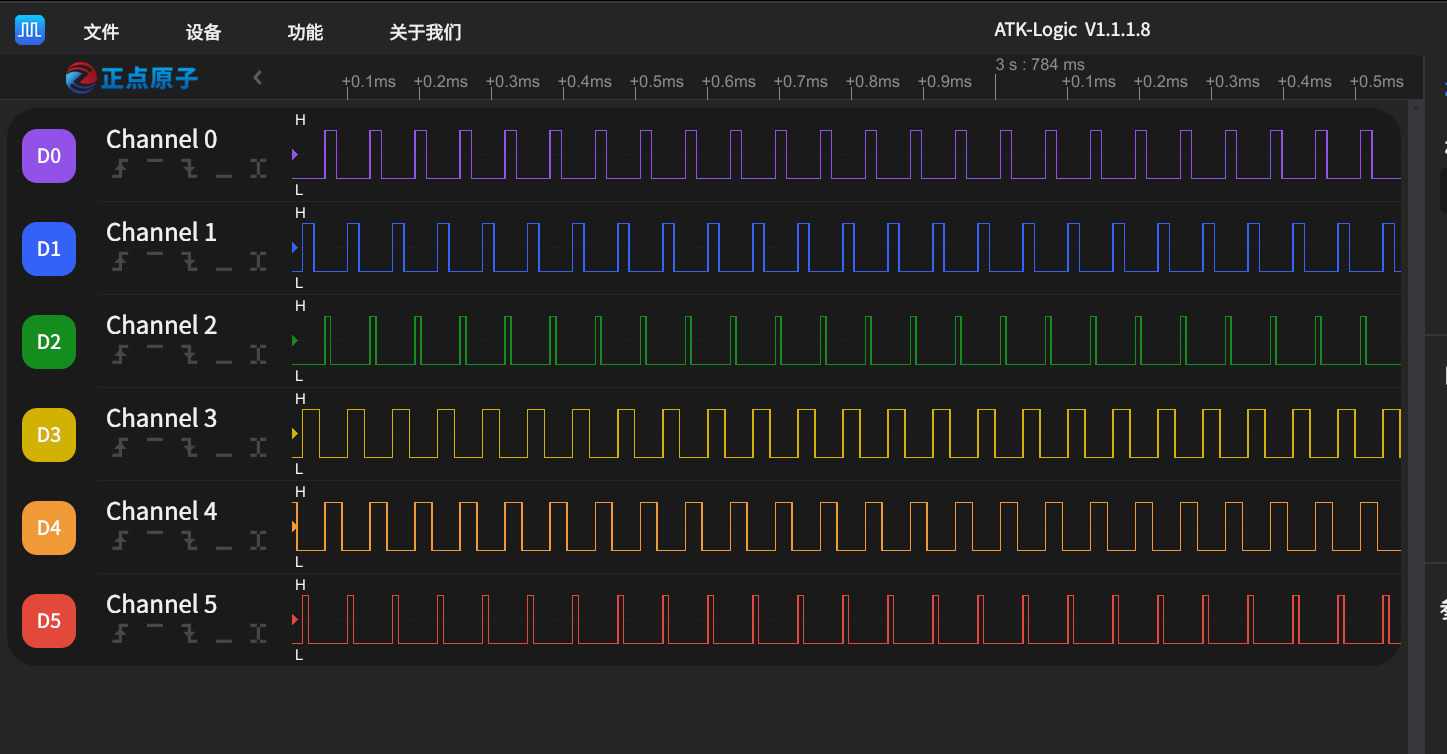 文件 设备 功能 关于我们 ATK-Logic V1.1.1.8
正点原子
3 s : 784 ms
+0.1ms +0.2ms +0.3ms +0.4ms +0.5ms +0.6ms +0.7ms +0.8ms +0.9ms +0.1ms +0.2ms +0.3ms +0.4ms +0.5ms
H
D0 Channel 0
L
H
D1 Channel 1
L
H
D2 Channel 2
L
H
D3 Channel 3
L
H
D4 Channel 4
L
H
D5 Channel 5
L